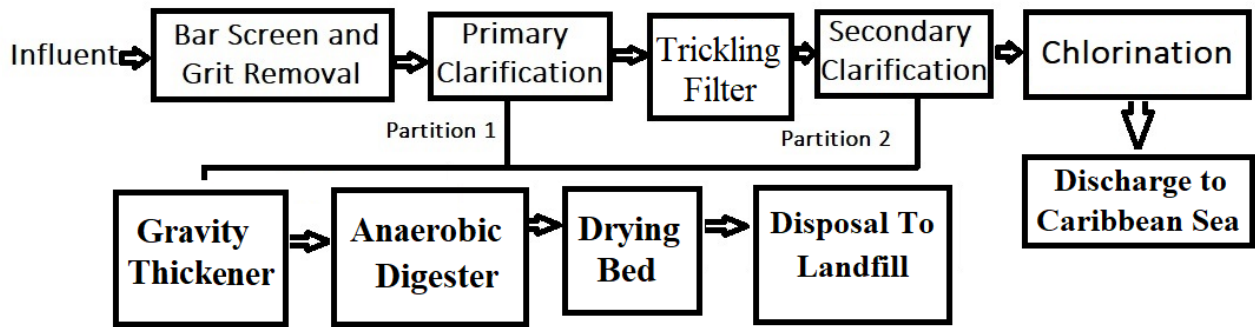 Influent
Bar Screen and
Grit Removal
Primary
Clarification
Trickling
Filter
Secondary
Clarification
Chlorination
Partition 1
Partition 2
Discharge to
Caribbean Sea
Gravity
Thickener
Anaerobic
Digester
Drying
Bed
Disposal To
Landfill